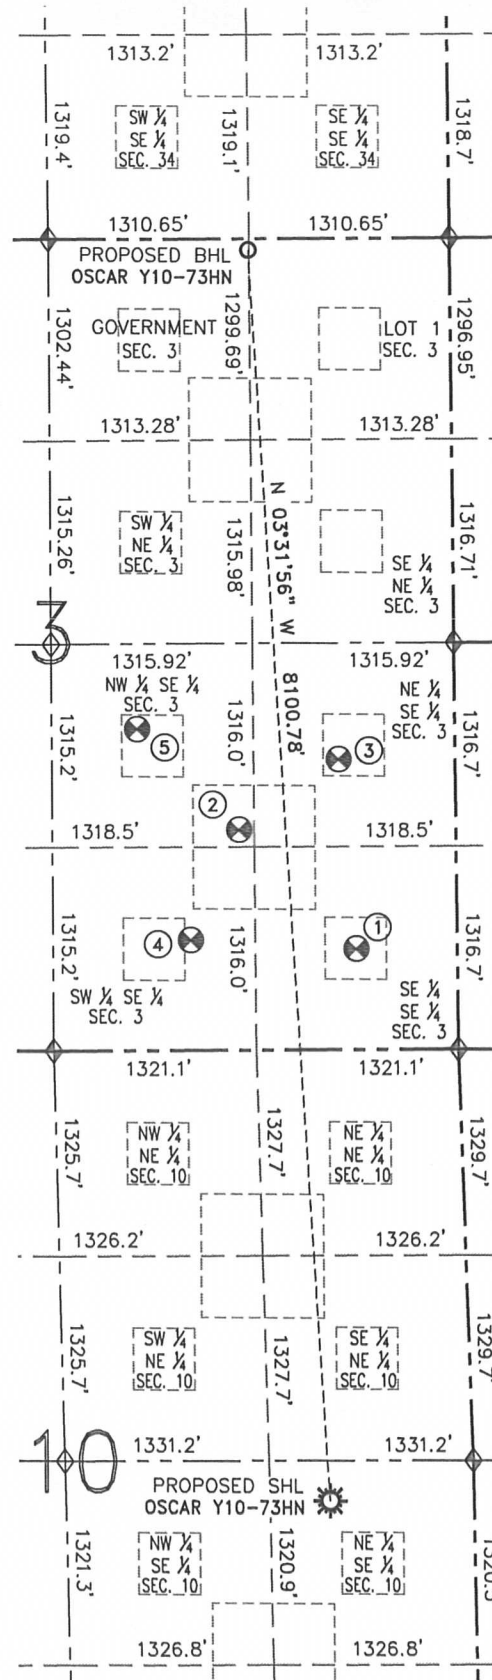 1313.2' 1313.2'
1319.4' 1319.1' 1318.7'
SW ¼
SE ¼
SEC. 34
SE ¼
SE ¼
SEC. 34
1310.65' 1310.65'
PROPOSED BHL
OSCAR Y10-73HN
1302.44' 1299.69' 1296.95'
GOVERNMENT
SEC. 3
LOT 1
SEC. 3
1313.28' 1313.28'
1315.26' 1315.98' 1316.71'
SW ¼
NE ¼
SEC. 3
N 03°31'56" W
8100.78'
SE ¼
NE ¼
SEC. 3
3
1315.92' 1315.92'
NW ¼ SE ¼
SEC. 3
NE ¼
SE ¼
SEC. 3
1315.2' 1316.0' 1316.7'
5
3
2
1318.5' 1318.5'
4
1
1315.2' 1316.0' 1316.7'
SW ¼ SE ¼
SEC. 3
SE ¼
SE ¼
SEC. 3
1321.1' 1321.1'
1325.7' 1327.7' 1329.7'
NW ¼
NE ¼
SEC. 10
NE ¼
NE ¼
SEC. 10
1326.2' 1326.2'
1325.7' 1327.7' 1329.7'
SW ¼
NE ¼
SEC. 10
SE ¼
NE ¼
SEC. 10
10
1331.2' 1331.2'
PROPOSED SHL
OSCAR Y10-73HN
1321.3' 1320.9'
NW ¼
SE ¼
SEC. 10
NE ¼
SE ¼
SEC. 10
1326.8' 1326.8'